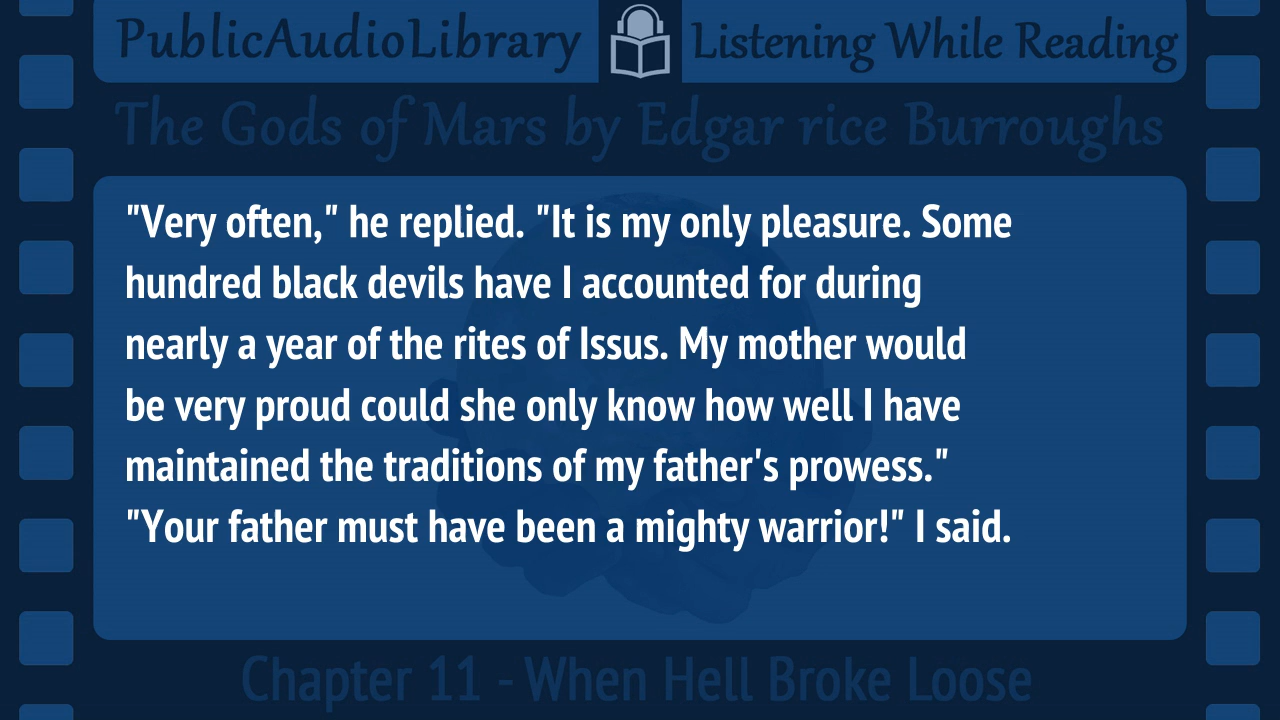 PublicAudioLibrary Listening While Reading
The Gods of Mars by Edgar rice Burroughs
"Very often," he replied. "It is my only pleasure. Some
hundred black devils have I accounted for during
nearly a year of the rites of Issus. My mother would
be very proud could she only know how well I have
maintained the traditions of my father's prowess."
"Your father must have been a mighty warrior!" I said.
Chapter 11 - When Hell Broke Loose